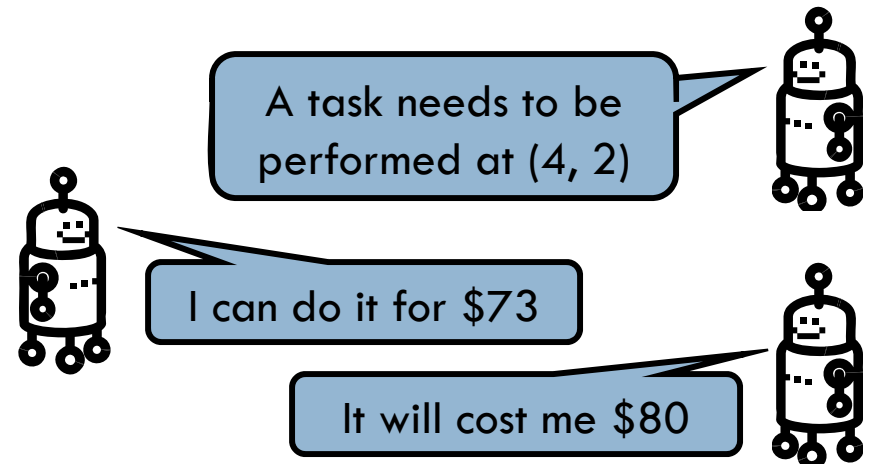 A task needs to be
performed at (4, 2)
I can do it for $73
It will cost me $80